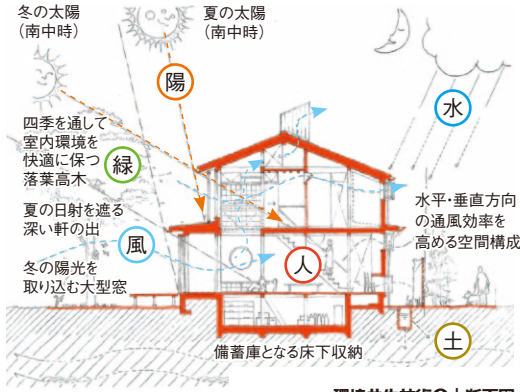 冬の太陽
（南中時）
夏の太陽
（南中時）
陽
水
四季を通して
室内環境を
快適に保つ
落葉高木
緑
夏の日射を遮る
深い軒の出
風
冬の陽光を
取り込む大型窓
人
水平・垂直方向
の通風効率を
高める空間構成
土
備蓄庫となる床下収納